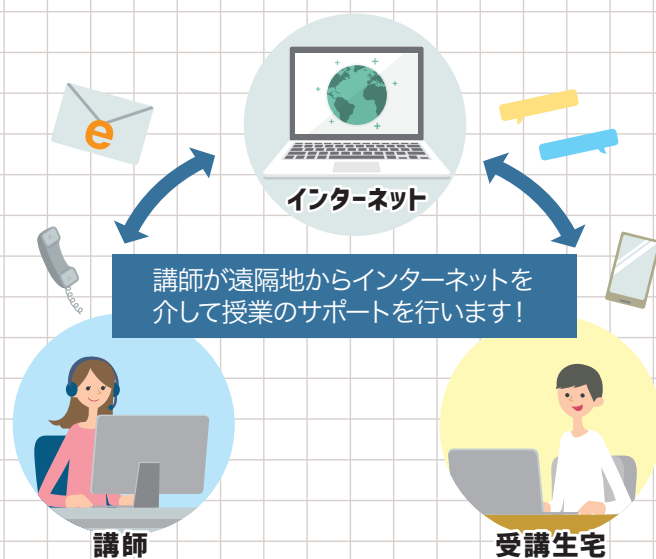 e
インターネット
講師が遠隔地からインターネットを
介して授業のサポートを行います!
講師
受講生宅